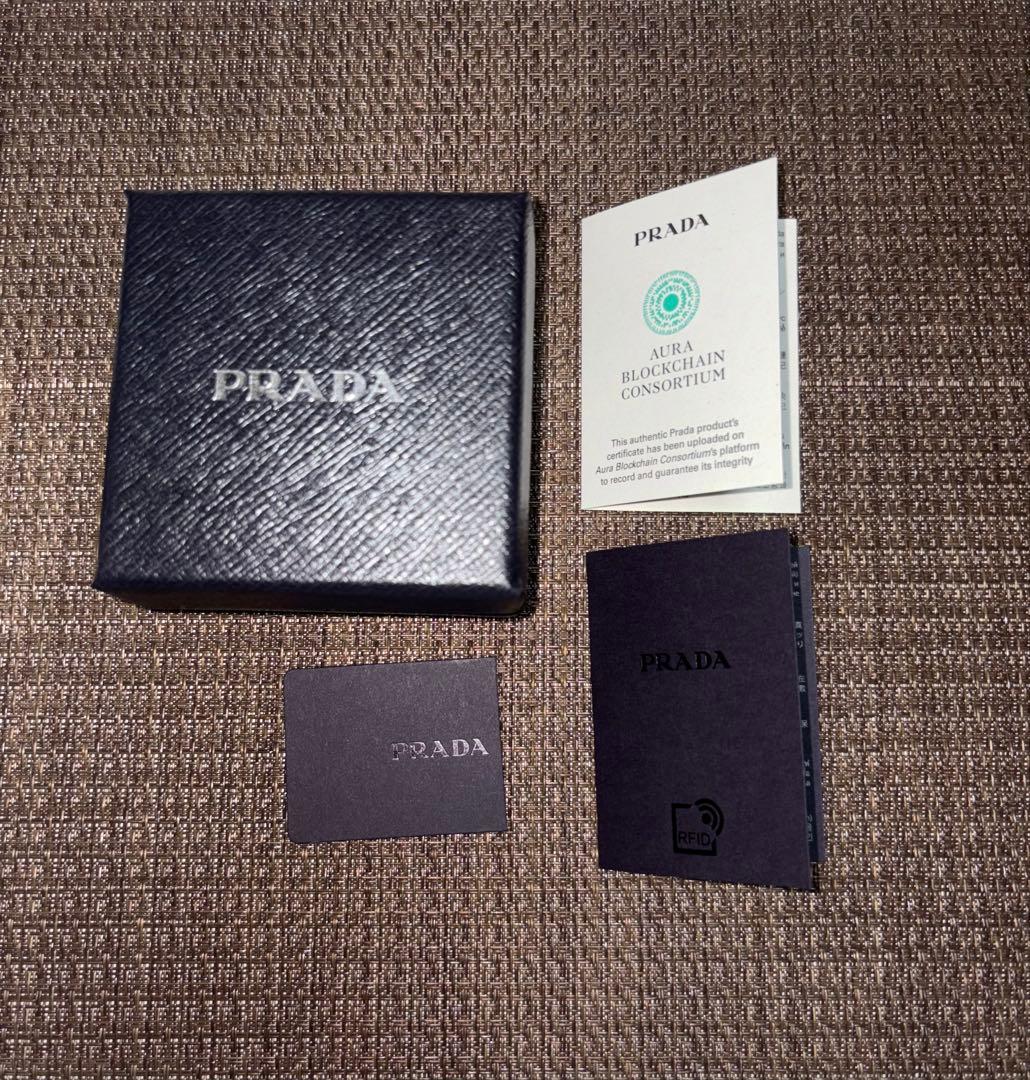 PRADA
PRADA
AURA
BLOCKCHAIN
CONSORTIUM
This authentic Prada product's
certificate has been uploaded on
Aura Blockchain Consortium's platform
to record and guarantee its integrity
PRADA
PRADA
RFID